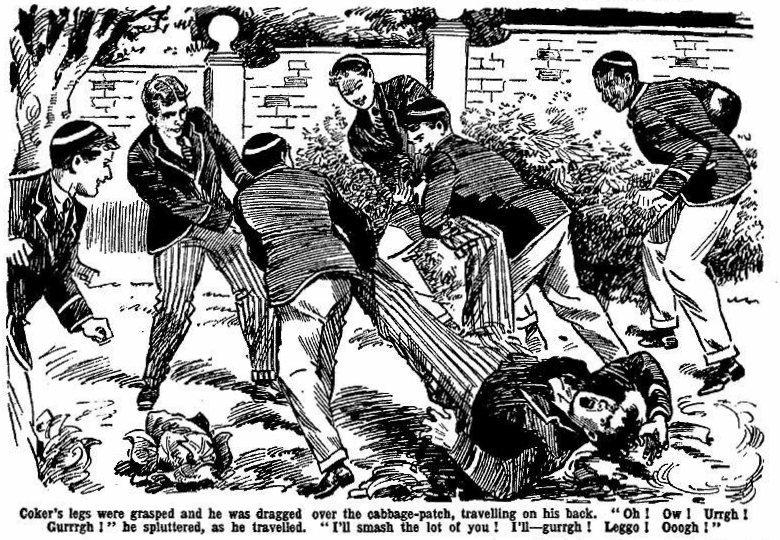 Coker's legs were grasped and he was dragged over the cabbage-patch, travelling on his back. "Oh! Ow! Urrgh!
Gurrrgh!" he spluttered, as he travelled. "I'll smash the lot of you! I'll—gurrgh! Leggo! Ooogh!"